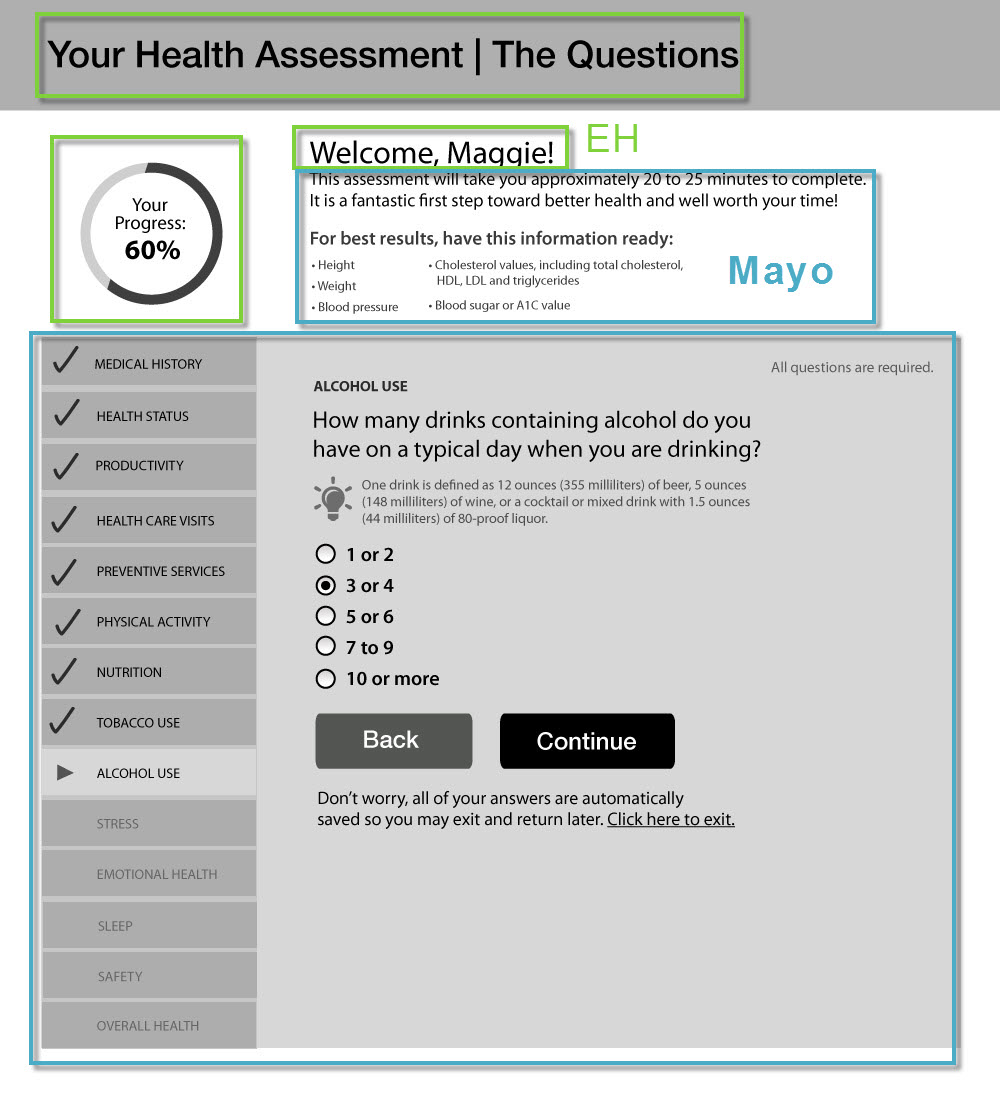 Your Health Assessment | The Questions
Your
Progress:
60%
Welcome, Maggie!
EH
This assessment will take you approximately 20 to 25 minutes to complete.
It is a fantastic first step toward better health and well worth your time!
For best results, have this information ready:
• Height
• Weight
• Blood pressure
• Cholesterol values, including total cholesterol,
HDL, LDL and triglycerides
• Blood sugar or A1C value
Mayo
MEDICAL HISTORY
HEALTH STATUS
PRODUCTIVITY
HEALTH CARE VISITS
PREVENTIVE SERVICES
PHYSICAL ACTIVITY
NUTRITION
TOBACCO USE
ALCOHOL USE
STRESS
EMOTIONAL HEALTH
SLEEP
SAFETY
OVERALL HEALTH
All questions are required.
ALCOHOL USE
How many drinks containing alcohol do you
have on a typical day when you are drinking?
One drink is defined as 12 ounces (355 milliliters) of beer, 5 ounces
(148 milliliters) of wine, or a cocktail or mixed drink with 1.5 ounces
(44 milliliters) of 80-proof liquor.
1 or 2
3 or 4
5 or 6
7 to 9
10 or more
Back
Continue
Don’t worry, all of your answers are automatically
saved so you may exit and return later. Click here to exit.